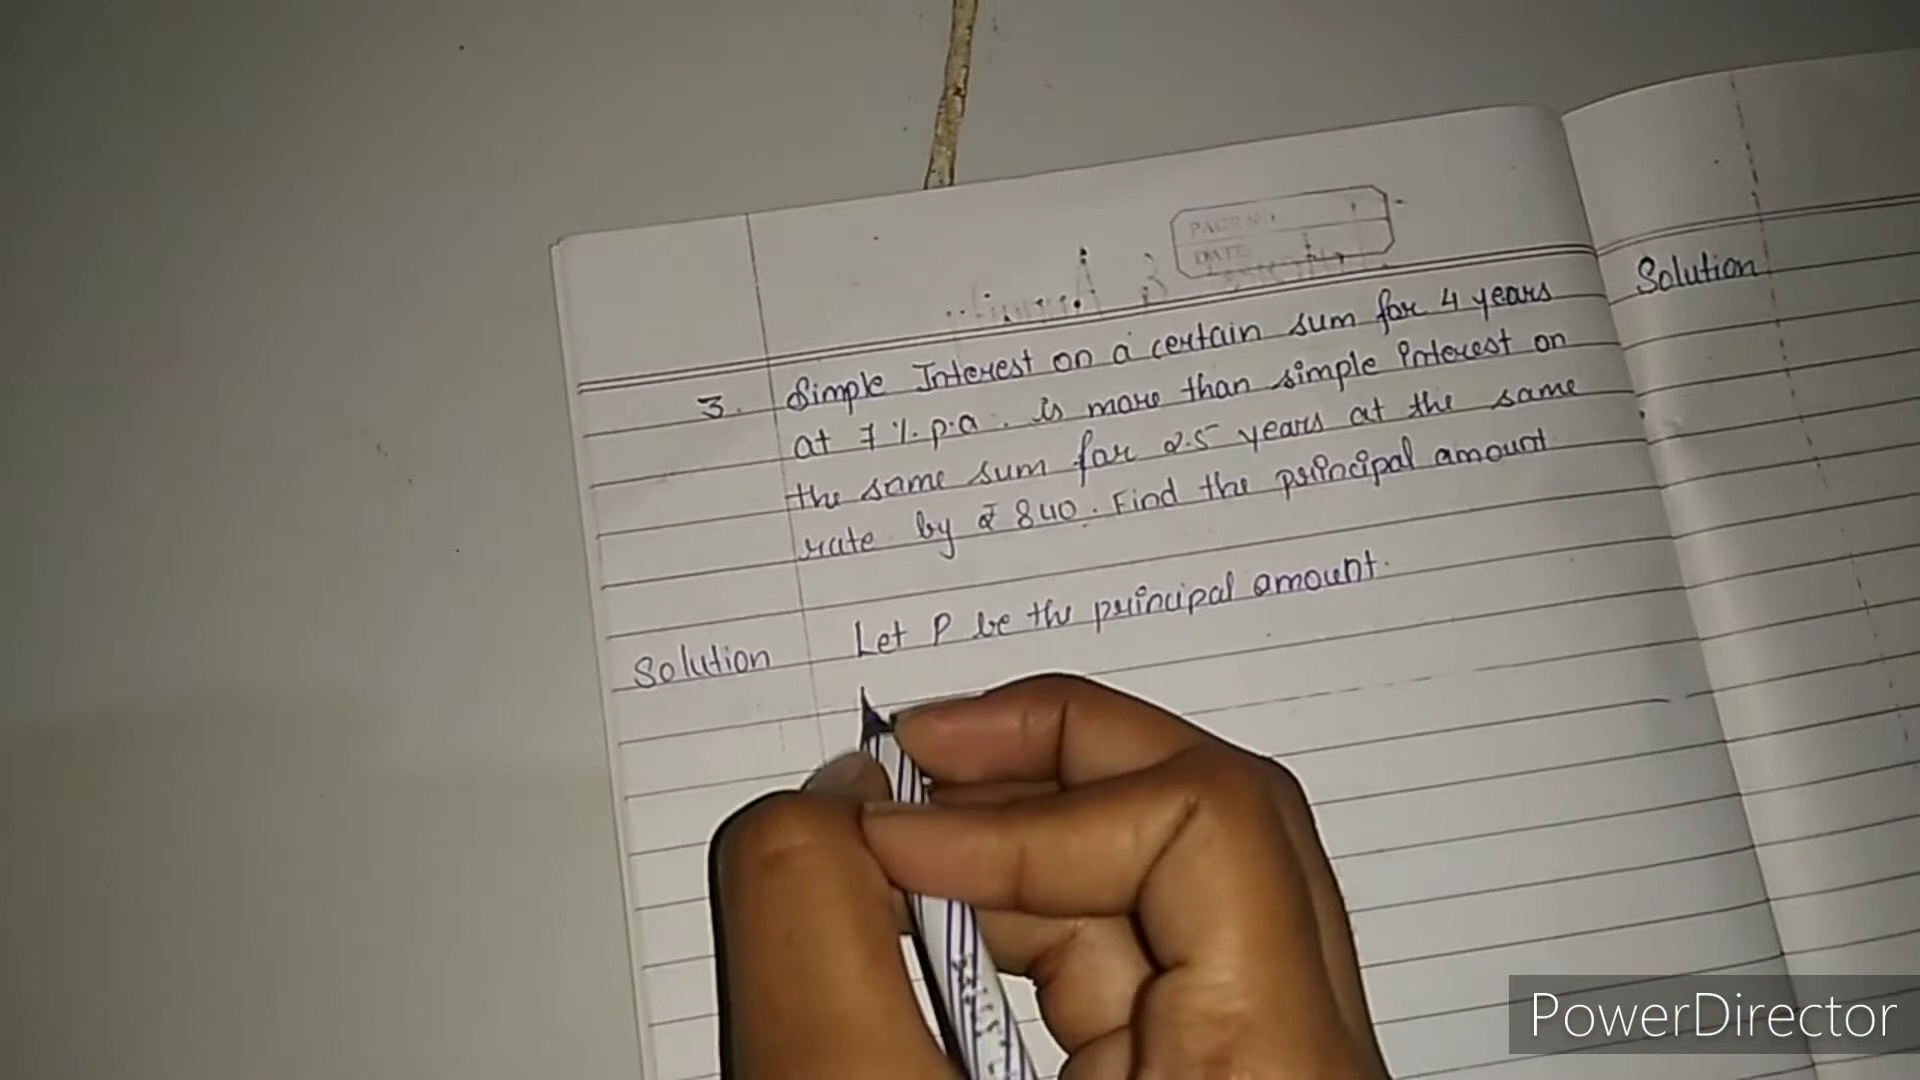 PAGE NO.
DATE
3. Simple Interest on a certain sum for 4 years
at 7 %. p.a. is more than simple interest on
the same sum for 2.5 years at the same
rate by ₹ 840. Find the principal amount
Solution Let P be the principal amount.
Solution
PowerDirector